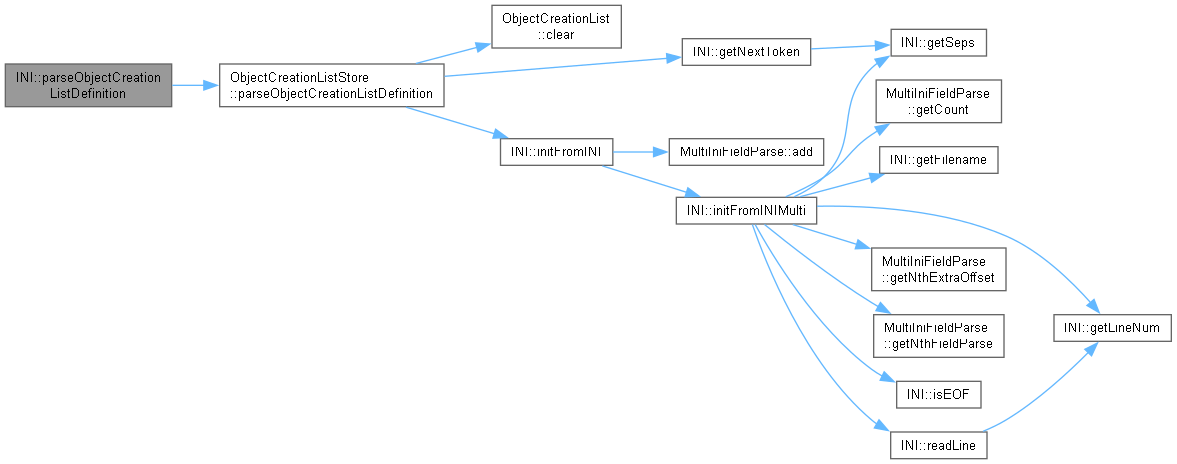 INI::parseObjectCreation
ListDefinition
ObjectCreationListStore
::parseObjectCreationListDefinition
ObjectCreationList
::clear
INI::getNextToken
INI::initFromINI
MultiIniFieldParse::add
INI::initFromINIMulti
INI::getSeps
MultiIniFieldParse
::getCount
INI::getFilename
MultiIniFieldParse
::getNthExtraOffset
MultiIniFieldParse
::getNthFieldParse
INI::isEOF
INI::readLine
INI::getLineNum